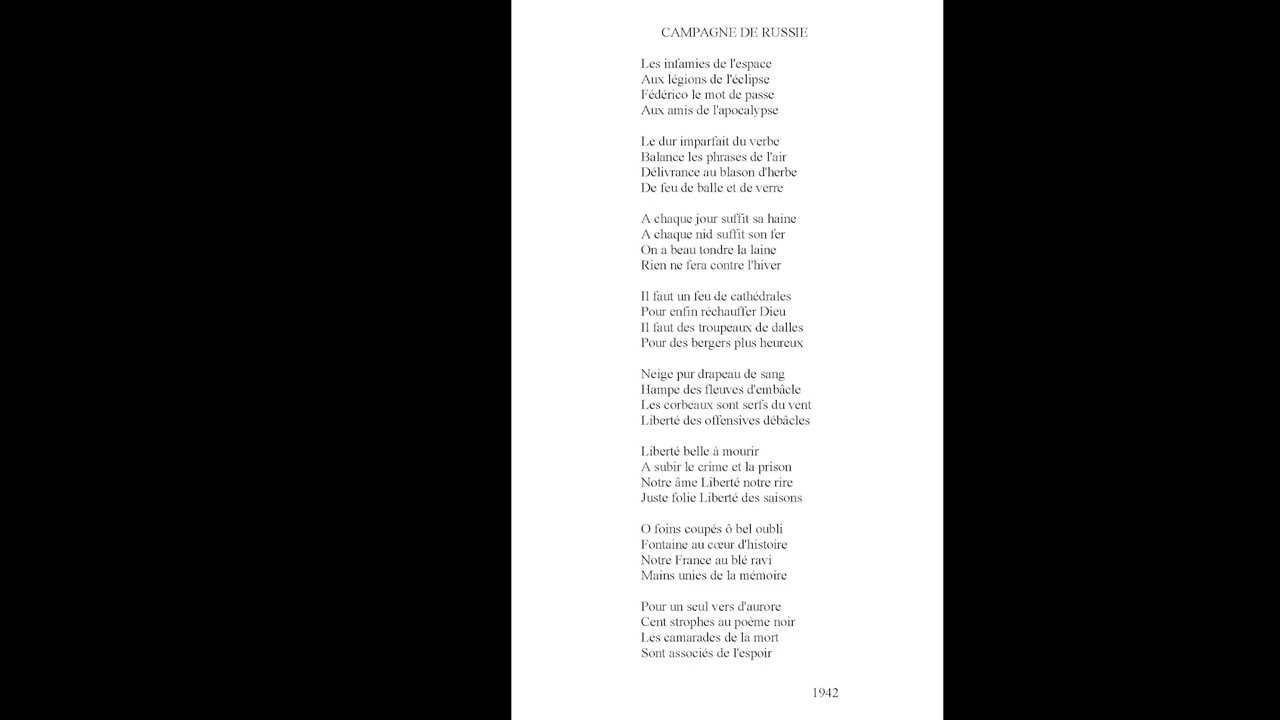 CAMPAGNE DE RUSSIE
Les infamies de l'espace
Aux légions de l'éclipse
Fédérico le mot de passe
Aux amis de l'apocalypse
Le dur imparfait du verbe
Balance les phrases de l'air
Délivrance au blason d'herbe
De feu de balle et de verre
A chaque jour suffit sa haine
A chaque nid suffit son fer
On a beau tondre la laine
Rien ne fera contre l'hiver
Il faut un feu de cathédrales
Pour enfin réchauffer Dieu
Il faut des troupeaux de dalles
Pour des bergers plus heureux
Neige pur drapeau de sang
Hampe des fleuves d'embâcle
Les corbeaux sont serfs du vent
Liberté des offensives débâcles
Liberté belle à mourir
A subir le crime et la prison
Notre âme Liberté notre rire
Juste folie Liberté des saisons
O foins coupés ô bel oubli
Fontaine au cœur d'histoire
Notre France au blé ravi
Mains unies de la mémoire
Pour un seul vers d'aurore
Cent strophes au poème noir
Les camarades de la mort
Sont associés de l'espoir
1942